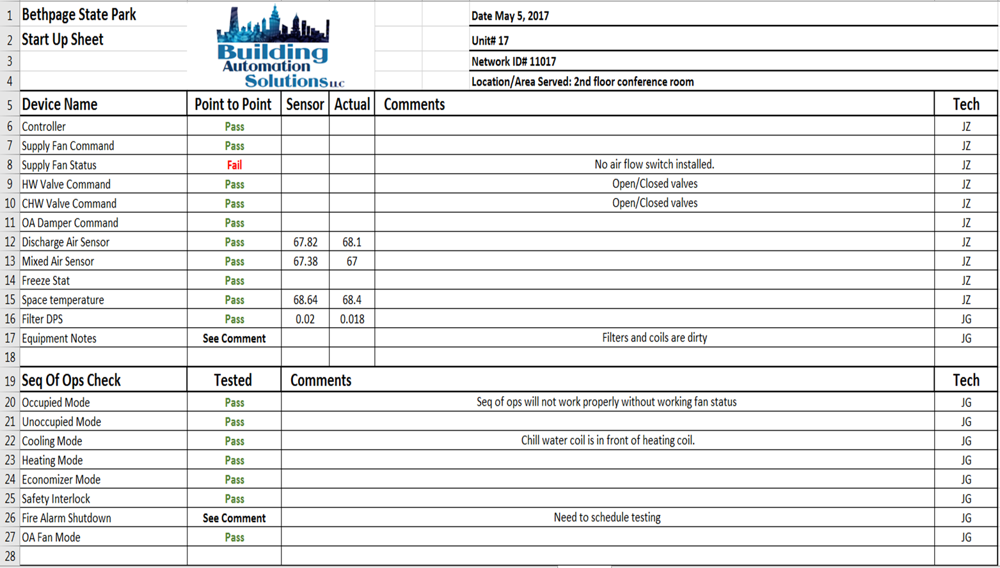 1 Bethpage State Park Date May 5, 2017
2 Start Up Sheet Unit# 17
3 Network ID# 11017
4 Location/Area Served: 2nd floor conference room
Building
Automation
Solutions LLC
5 Device Name Point to Point Sensor Actual Comments Tech
6 Controller Pass JZ
7 Supply Fan Command Pass JZ
8 Supply Fan Status Fail No air flow switch installed. JZ
9 HW Valve Command Pass Open/Closed valves JZ
10 CHW Valve Command Pass Open/Closed valves JZ
11 OA Damper Command Pass JZ
12 Discharge Air Sensor Pass 67.82 68.1 JZ
13 Mixed Air Sensor Pass 67.38 67 JZ
14 Freeze Stat Pass JZ
15 Space temperature Pass 68.64 68.4 JZ
16 Filter DPS Pass 0.02 0.018 JG
17 Equipment Notes See Comment Filters and coils are dirty JG
18
19 Seq Of Ops Check Tested Comments Tech
20 Occupied Mode Pass Seq of ops will not work properly without working fan status JG
21 Unoccupied Mode Pass JG
22 Cooling Mode Pass Chill water coil is in front of heating coil. JG
23 Heating Mode Pass JG
24 Economizer Mode Pass JG
25 Safety Interlock Pass JG
26 Fire Alarm Shutdown See Comment Need to schedule testing JG
27 OA Fan Mode Pass JG
28